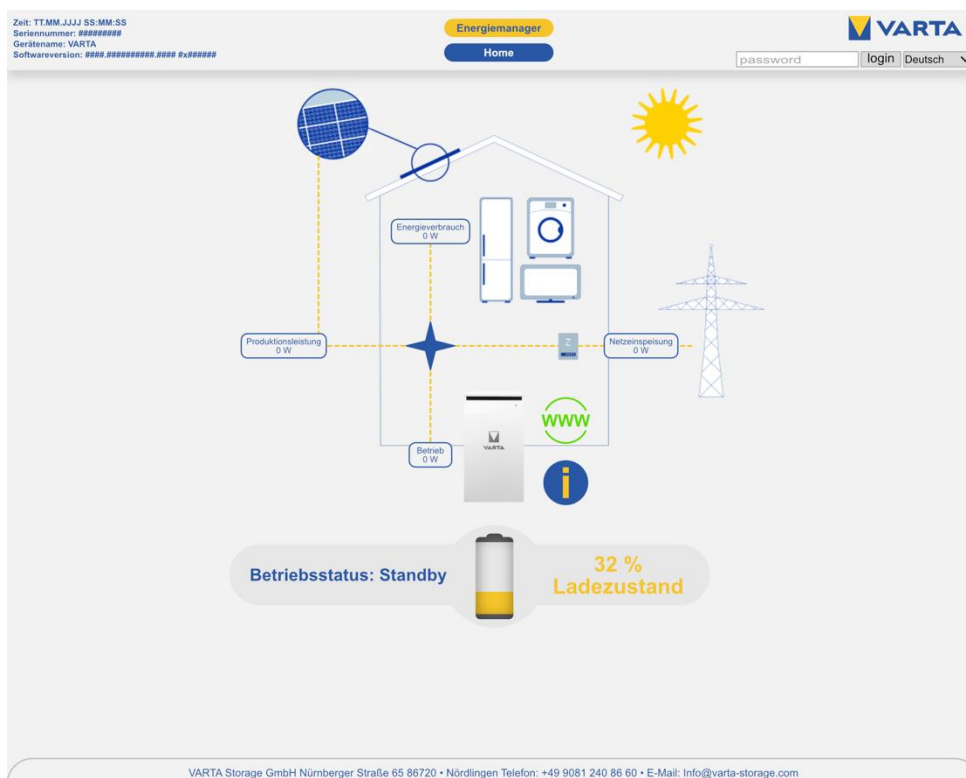 Zeit: TT.MM.JJJJ SS:MM:SS
Seriennummer: #########
Gerätename: VARTA
Softwareversion: ####.##########.#### #x######
Energiemanager
Home
VARTA
password
login
Deutsch
Energieverbrauch
0 W
Produktionsleistung
0 W
Z
Netzeinspeisung
0 W
VARTA
www
Betrieb
0 W
i
Betriebsstatus: Standby
32 %
Ladezustand
VARTA Storage GmbH Nürnberger Straße 65 86720 • Nördlingen Telefon: +49 9081 240 86 60 • E-Mail: Info@varta-storage.com